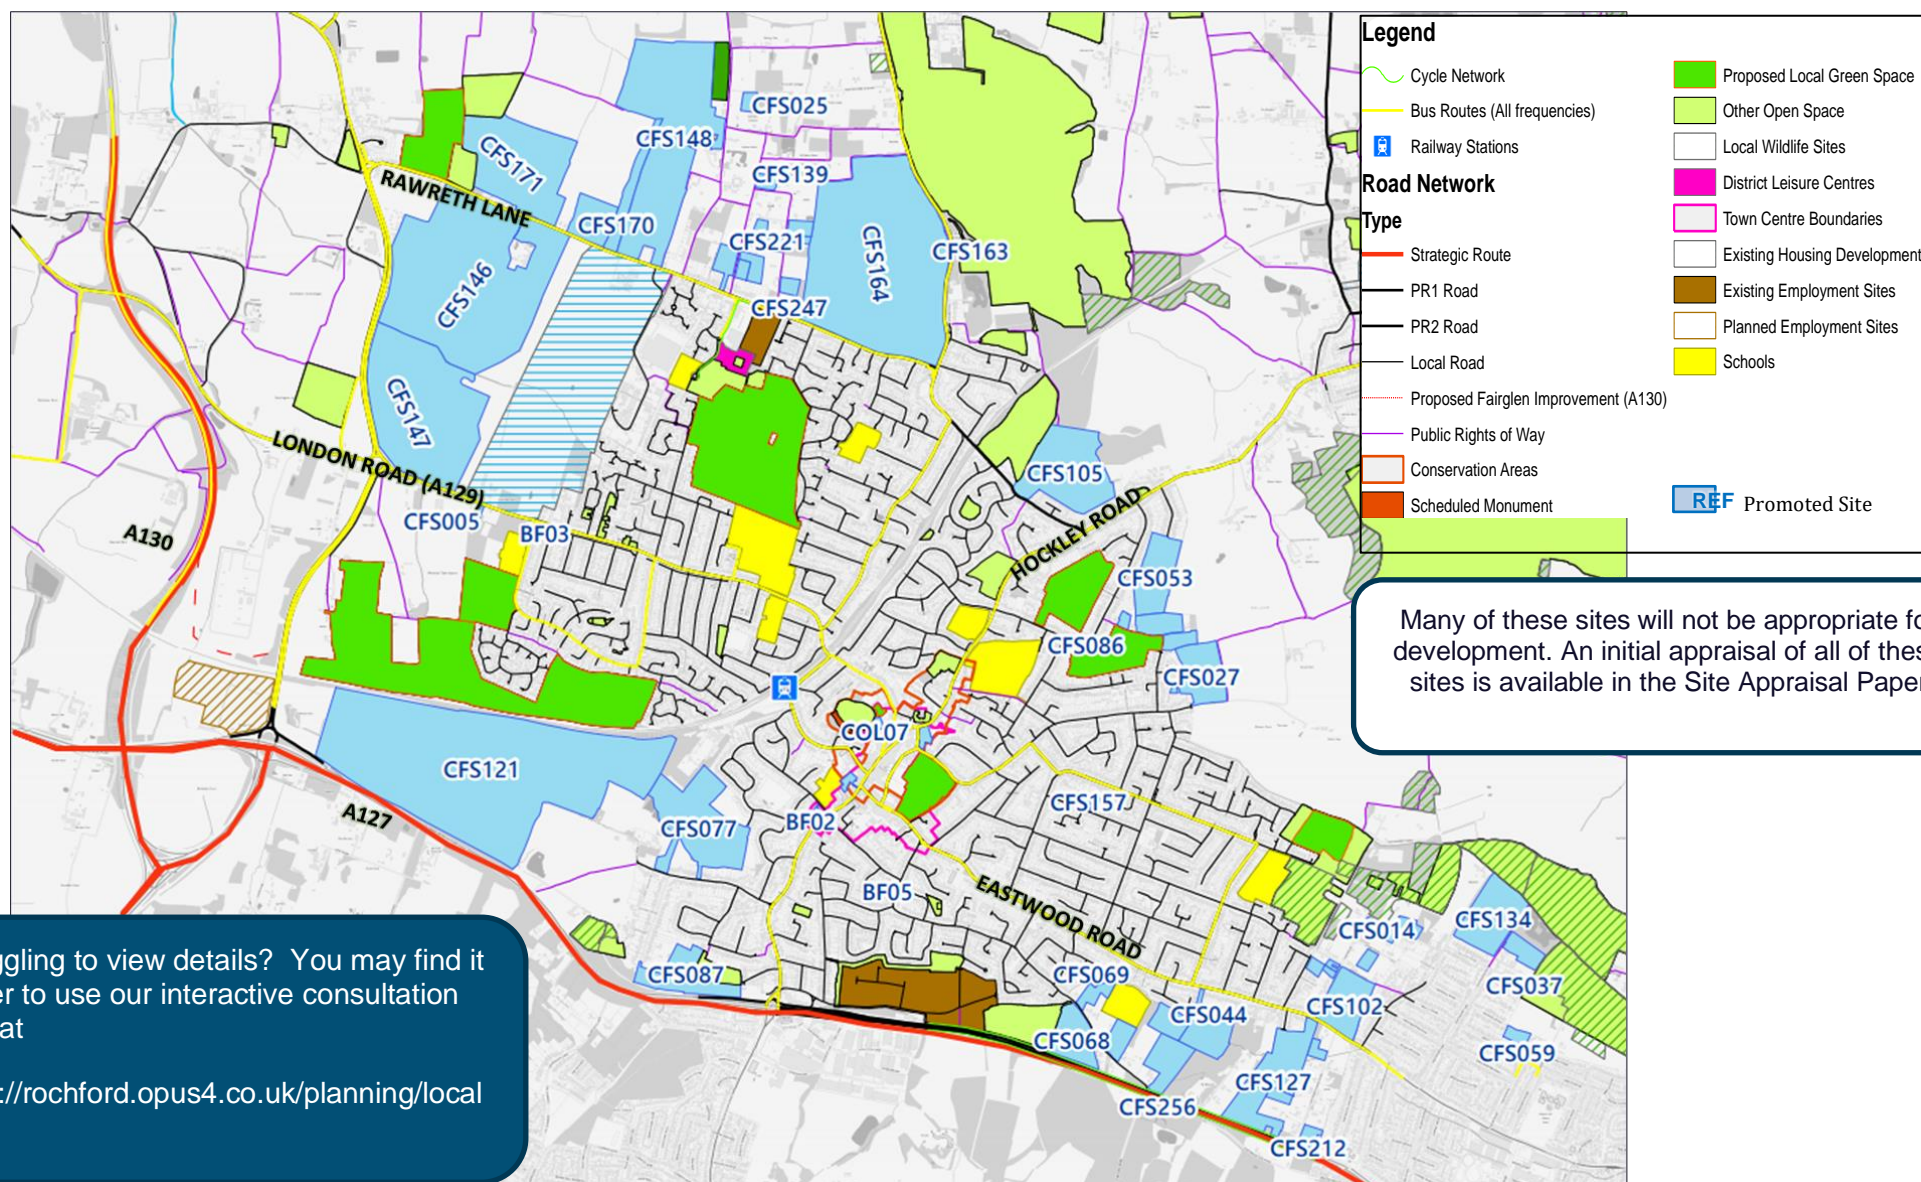 Legend
Cycle Network
Bus Routes (All frequencies)
Railway Stations
Road Network
Type
Strategic Route
PR1 Road
PR2 Road
Local Road
Proposed Fairglen Improvement (A130)
Public Rights of Way
Conservation Areas
Scheduled Monument
Proposed Local Green Space
Other Open Space
Local Wildlife Sites
District Leisure Centres
Town Centre Boundaries
Existing Housing Development
Existing Employment Sites
Planned Employment Sites
Schools
REF Promoted Site
CFS025
CFS148
CFS171
CFS139
RAWRETH LANE
CFS170
CFS221
CFS164
CFS163
CFS146
CFS247
CFS147
LONDON ROAD (A129)
CFS105
CFS005
BF03
A130
HOCKLEY ROAD
CFS053
CFS086
CFS027
COL07
CFS121
A127
CFS077
BF02
CFS157
BF05
EASTWOOD ROAD
CFS014
CFS134
CFS087
CFS069
CFS037
CFS102
CFS044
CFS068
CFS059
CFS127
CFS256
CFS212
Many of these sites will not be appropriate fo
development. An initial appraisal of all of thes
sites is available in the Site Appraisal Paper
ggling to view details? You may find it
er to use our interactive consultation
at
://rochford.opus4.co.uk/planning/local